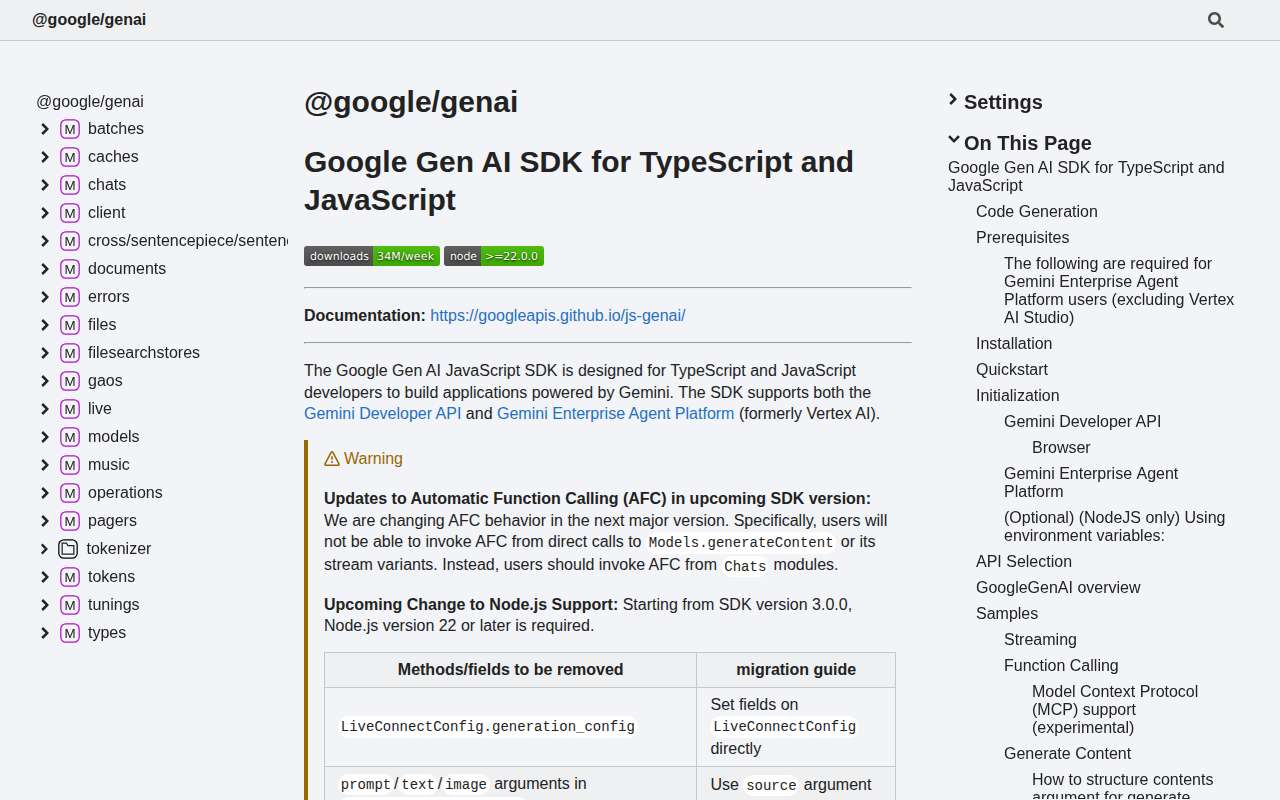 @google/genai
@google/genai
M batches
M caches
M chats
M client
M cross/sentencepiece/sentenc
M documents
M errors
M files
M filesearchstores
M gaos
M live
M models
M music
M operations
M pagers
tokenizer
M tokens
M tunings
M types
@google/genai
Google Gen AI SDK for TypeScript and
JavaScript
downloads 34M/week node >=22.0.0
Documentation: https://googleapis.github.io/js-genai/
The Google Gen AI JavaScript SDK is designed for TypeScript and JavaScript
developers to build applications powered by Gemini. The SDK supports both the
Gemini Developer API and Gemini Enterprise Agent Platform (formerly Vertex AI).
Warning
Updates to Automatic Function Calling (AFC) in upcoming SDK version:
We are changing AFC behavior in the next major version. Specifically, users will
not be able to invoke AFC from direct calls to Models.generateContent or its
stream variants. Instead, users should invoke AFC from Chats modules.
Upcoming Change to Node.js Support: Starting from SDK version 3.0.0,
Node.js version 22 or later is required.
Methods/fields to be removed migration guide
LiveConnectConfig.generation_config
Set fields on
LiveConnectConfig
directly
prompt/text/image arguments in
Use source argument
Settings
On This Page
Google Gen AI SDK for TypeScript and
JavaScript
Code Generation
Prerequisites
The following are required for
Gemini Enterprise Agent
Platform users (excluding Vertex
AI Studio)
Installation
Quickstart
Initialization
Gemini Developer API
Browser
Gemini Enterprise Agent
Platform
(Optional) (NodeJS only) Using
environment variables:
API Selection
GoogleGenAI overview
Samples
Streaming
Function Calling
Model Context Protocol
(MCP) support
(experimental)
Generate Content
How to structure contents
argument for generate